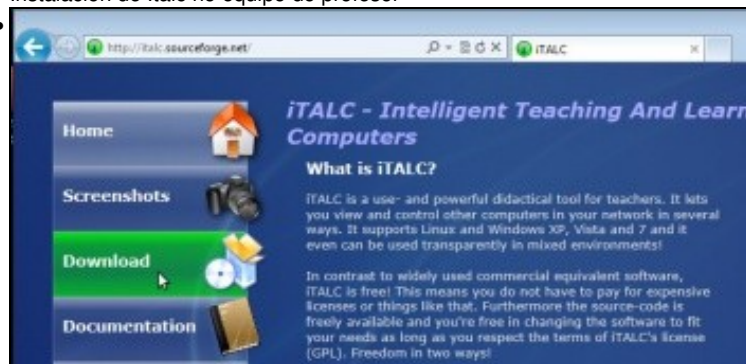 Instalación de italc no equipo de profesor
http://italc.sourceforge.net/
iTALC
iTALC - Intelligent Teaching And Learn
Computers
Home
What is iTALC?
Screenshots
iTALC is a use- and powerful didactical tool for teachers. It lets
you view and control other computers in your network in several
ways. It supports Linux and Windows XP, Vista and 7 and it
even can be used transparently in mixed environments!
Download
In contrast to widely used commercial equivalent software,
iTALC is free! This means you do not have to pay for expensive
licenses or things like that. Furthermore the source-code is
freely available and you're free in changing the software to fit
your needs as long as you respect the terms of iTALC's license
(GPL). Freedom in two ways!
Documentation